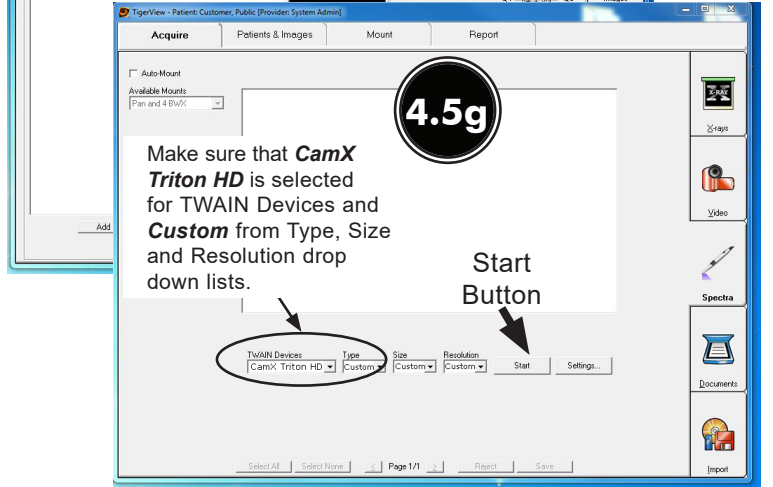 TigerView - Patient: Customer, Public [Provider: System Admin]
Acquire Patients & Images Mount Report
Auto-Mount
Available Mounts
Pan and 4 BWX
4.5g
X-RAY
X-rays
Make sure that CamX
Triton HD is selected
for TWAIN Devices and
Custom from Type, Size
and Resolution drop
down lists.
Video
Add
Start
Button
Spectra
TWAIN Devices Type Size Resolution
CamX Triton HD Custom Custom Custom Start Settings...
Documents
Select All Select None < Page 1/1 > Reject Save
Import